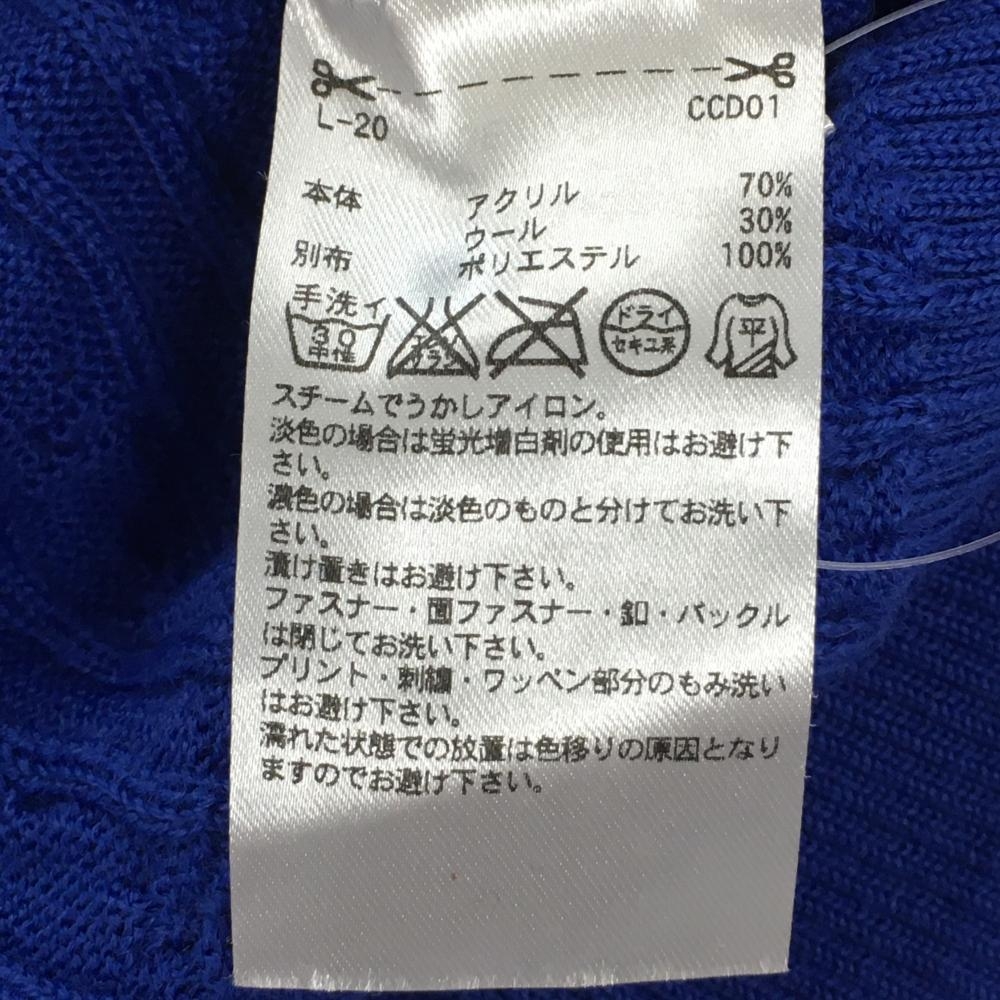 L-20 CCD01
本体 アクリル 70%
ウール 30%
別布 ポリエステル 100%
手洗イ
30
中性
エンソ
サラシ
ドライ
セキユ系
平
スチームでうかしアイロン。
淡色の場合は蛍光増白剤の使用はお避け下
さい。
濃色の場合は淡色のものと分けてお洗い下
さい。
漬け置きはお避け下さい。
ファスナー・面ファスナー・釦・バックル
は閉じてお洗い下さい。
プリント・刺繍・ワッペン部分のもみ洗い
はお避け下さい。
濡れた状態での放置は色移りの原因となり
ますのでお避け下さい。